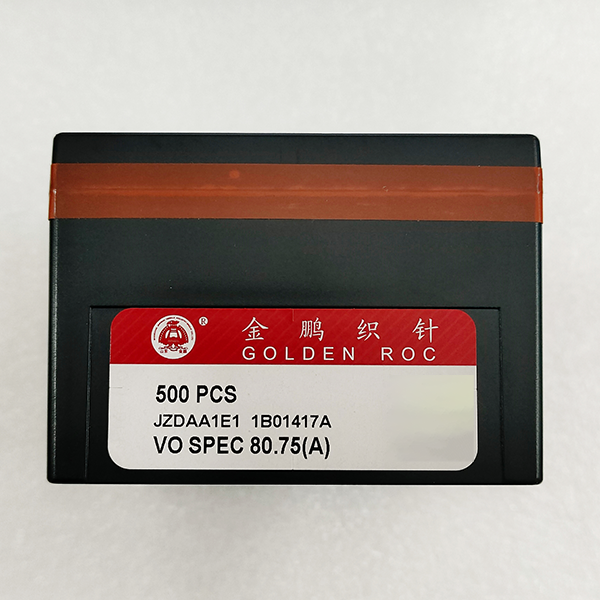 ®
金鹏织针
GOLDEN ROC
500 PCS
JZDAA1E1 1B01417A
VO SPEC 80.75(A)